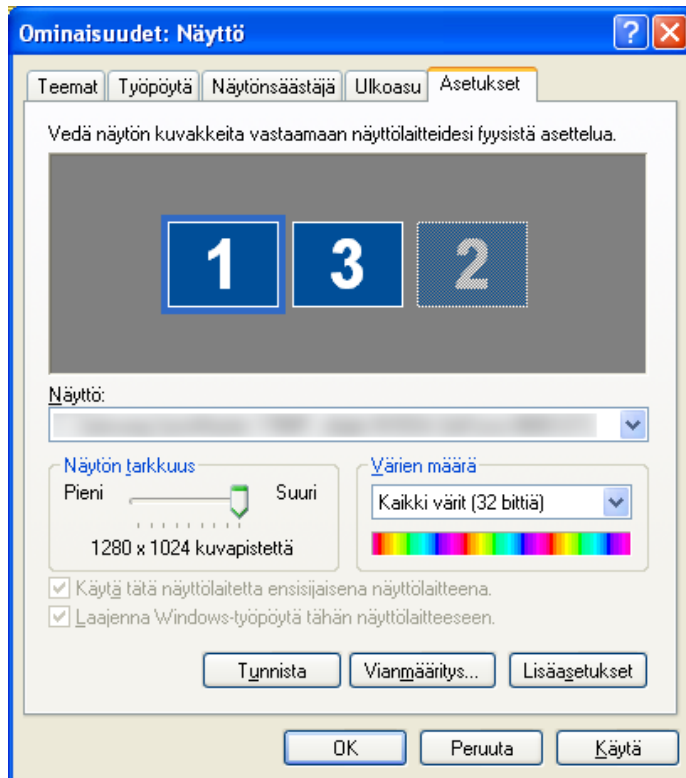 Ominaisuudet: Näyttö
Teemat Työpöytä Näytönsäästäjä Ulkoasu Asetukset
Vedä näytön kuvakkeita vastaamaan näyttölaitteidesi fyysistä asettelua.
1 3 2
Näyttö:
Näytön tarkkuus
Pieni Suuri
1280 x 1024 kuvapistettä
Värien määrä
Kaikki värit (32 bittiä)
Käytä tätä näyttölaitetta ensisijaisena näyttölaitteena.
Laajenna Windows-työpöytä tähän näyttölaitteeseen.
Tunnista Vianmääritys... Lisäasetukset
OK Peruuta Käytä